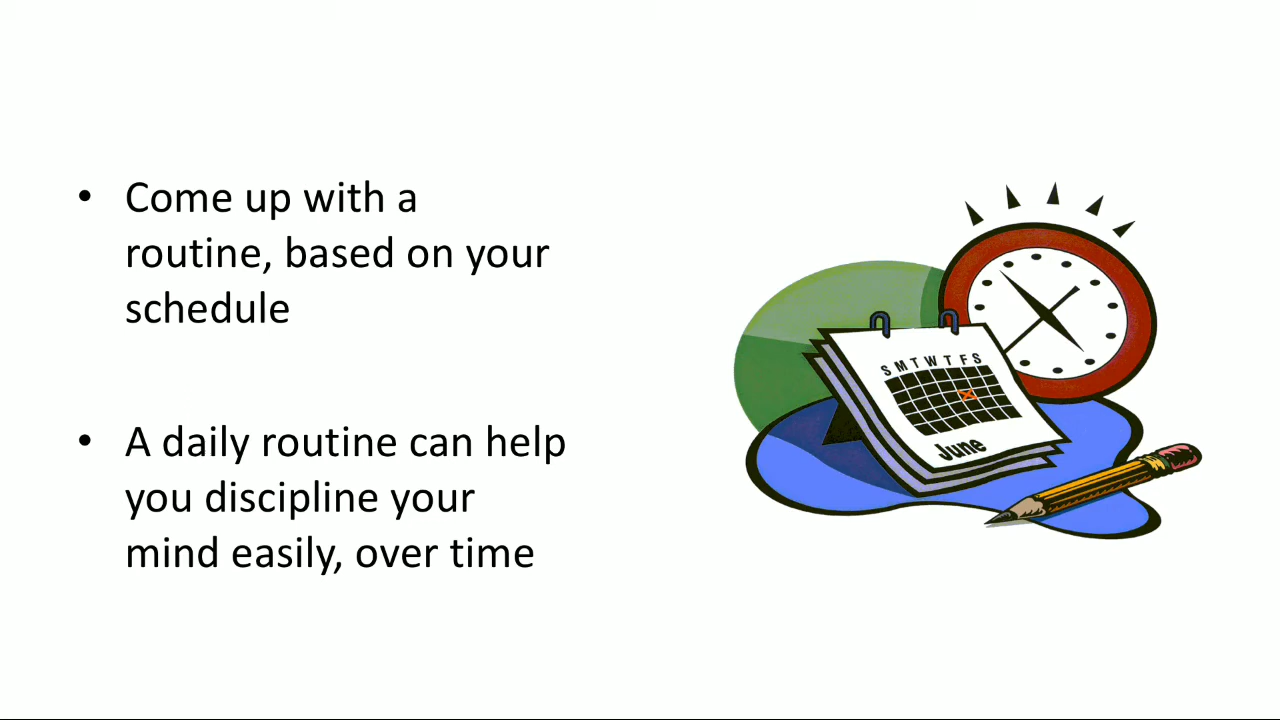 • Come up with a
routine, based on your
schedule
• A daily routine can help
you discipline your
mind easily, over time
S M T W T F S
June